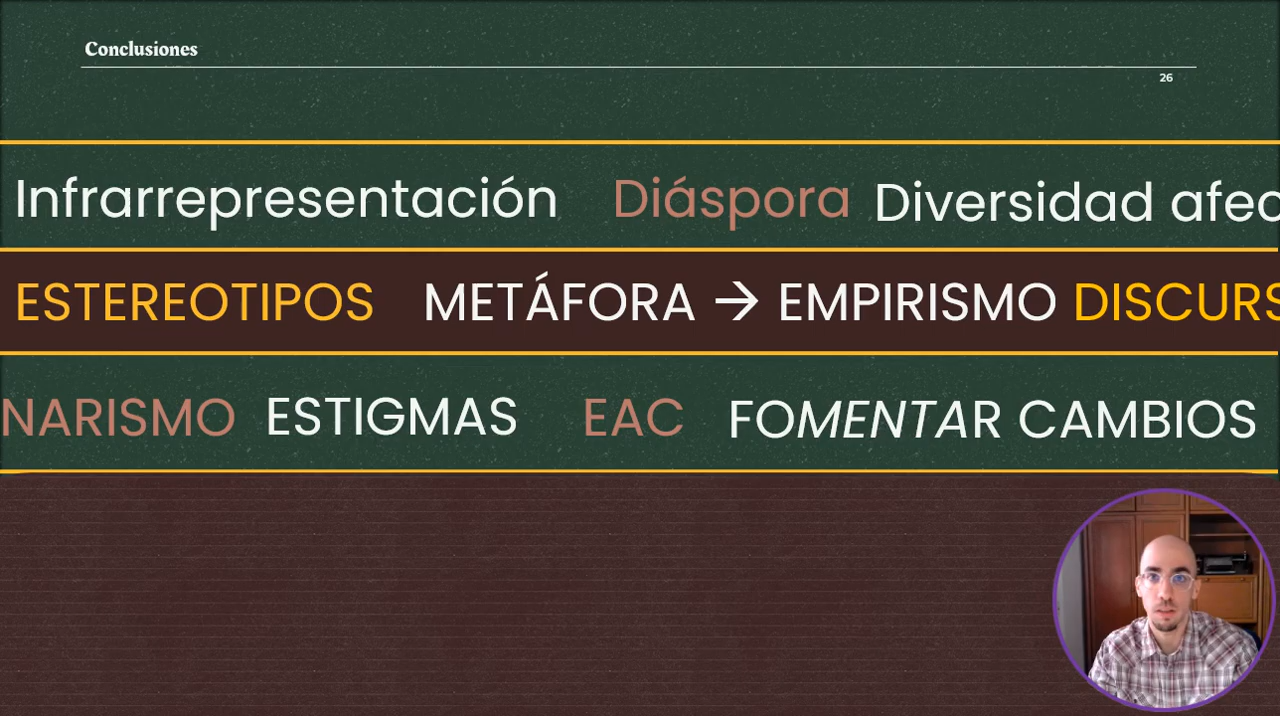 Conclusiones
26
Infrarrepresentación Diáspora Diversidad afec
ESTEREOTIPOS METÁFORA → EMPIRISMO DISCURS
NARISMO ESTIGMAS EAC FOMENTAR CAMBIOS